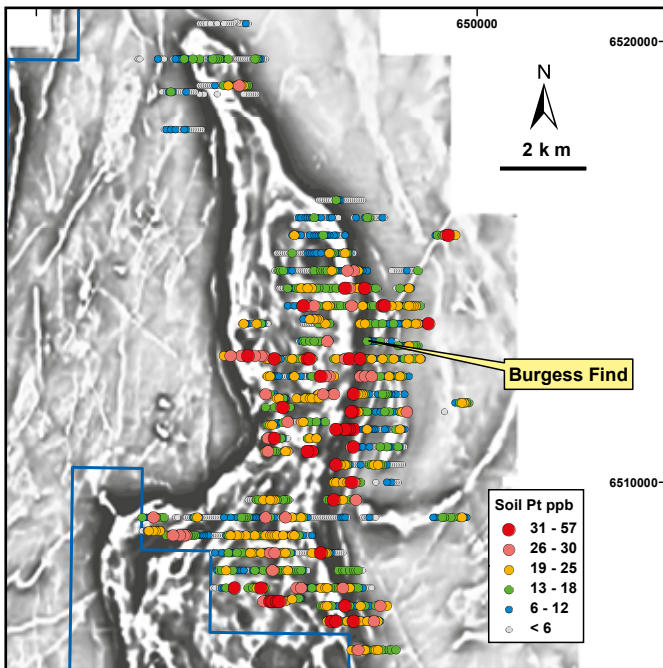 650000
6520000
N
2 km
Burgess Find
6510000
Soil Pt ppb
31 - 57
26 - 30
19 - 25
13 - 18
6 - 12
< 6